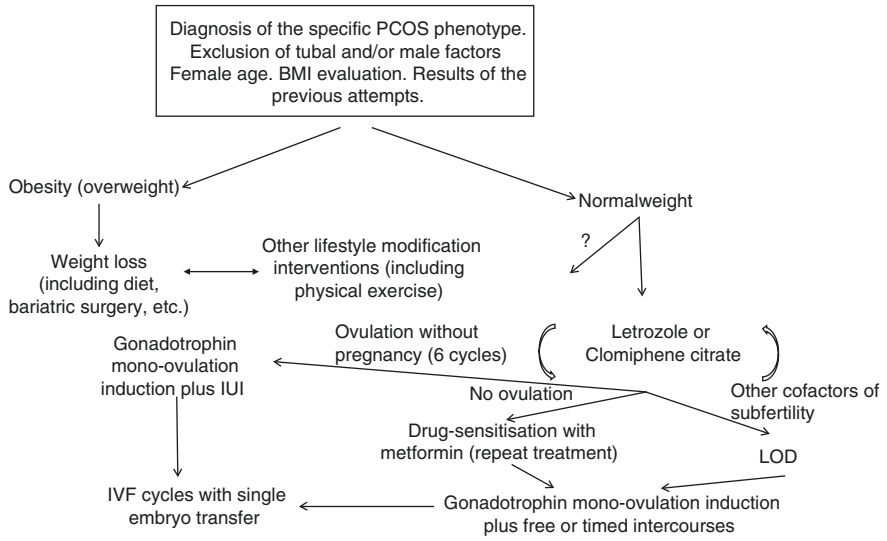 Diagnosis of the specific PCOS phenotype.
Exclusion of tubal and/or male factors
Female age. BMI evaluation. Results of the
previous attempts.
Obesity (overweight)
Normalweight
?
Weight loss
(including diet,
bariatric surgery, etc.)
Other lifestyle modification
interventions (including
physical exercise)
Gonadotrophin
mono-ovulation
induction plus IUI
Ovulation without
pregnancy (6 cycles)
Letrozole or
Clomiphene citrate
No ovulation
Other cofactors of
subfertility
Drug-sensitisation with
metformin (repeat treatment)
LOD
IVF cycles with single
embryo transfer
Gonadotrophin mono-ovulation induction
plus free or timed intercourses